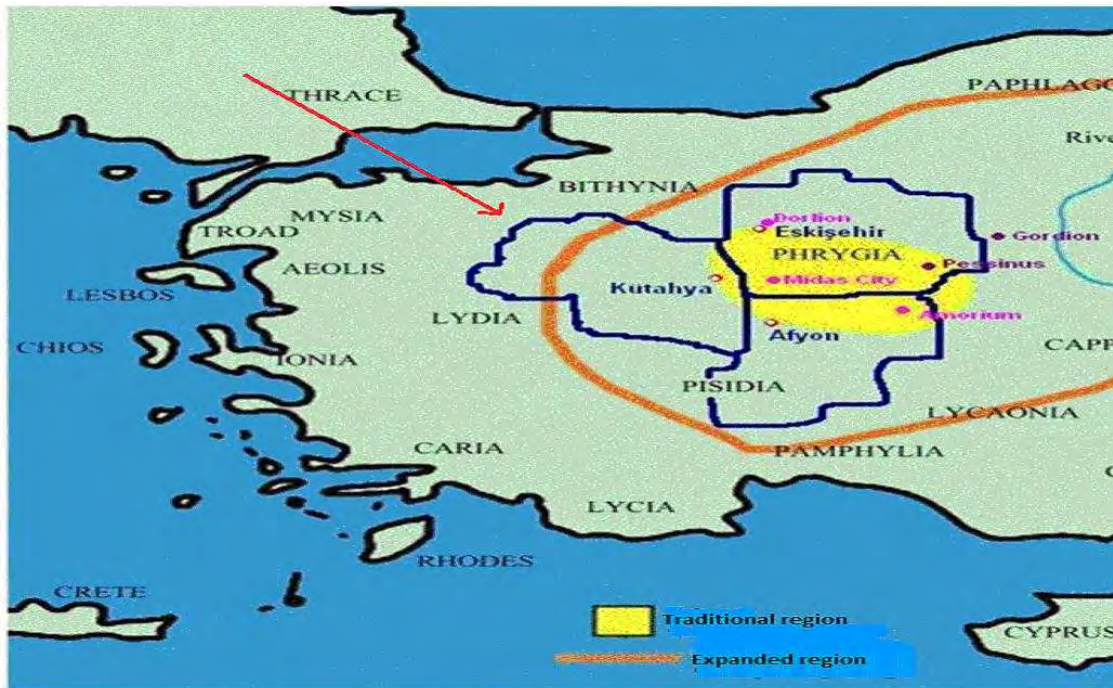 PAPHLAGO
THRACE
Rive
BITHYNIA
MYSIA
Dorlion
TROAD
Eskişehir
Gordion
PHRYGIA
AEOLIS
Pessinus
Midas City
LESBOS
Kutahya
LYDIA
Amorium
Afyon
CHIOS
IONIA
CAPP
PISIDIA
LYCAONIA
CARIA
PAMPHYLIA
LYCIA
RHODES
CRETE
Traditional region
CYPRUS
Expanded region